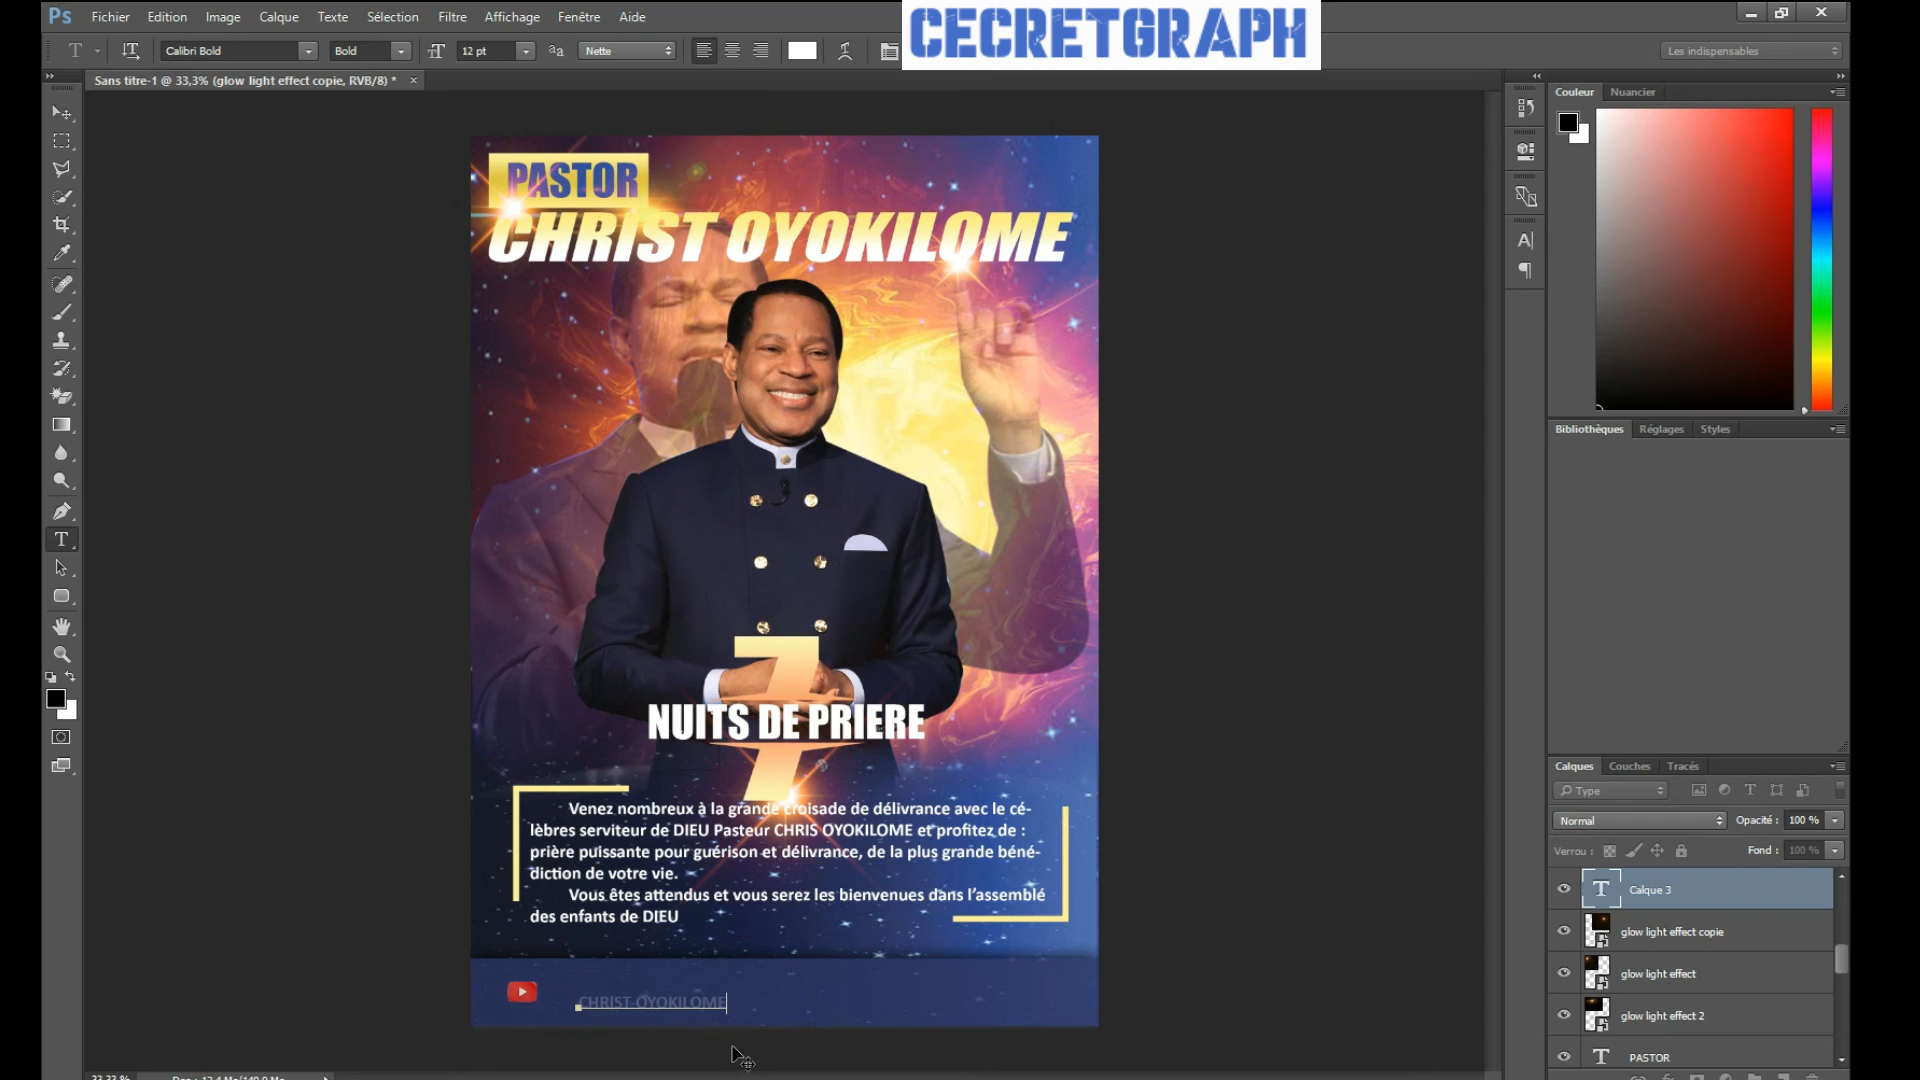 Ps Fichier Edition Image Calque Texte Sélection Filtre Affichage Fenêtre Aide
CECRETGRAPH
T Calibri Bold Bold 12 pt aa Nette Les indispensables
Sans titre-1 @ 33,3% (glow light effect copie, RVB/8) * ×
Couleur Nuancier
PASTOR
CHRIST OYOKILOME
Bibliothèques Réglages Styles
7
NUITS DE PRIERE
Venez nombreux à la grande croisade de délivrance avec le cé-
lèbres serviteur de DIEU Pasteur CHRIS OYOKILOME et profitez de :
prière puissante pour guérison et délivrance, de la plus grande béné-
diction de votre vie.
Vous êtes attendus et vous serez les bienvenues dans l’assemblé
des enfants de DIEU
CHRIST OYOKILOME
Calques Couches Tracés
Type
Normal Opacité : 100 %
Verrou : Fond : 100 %
T Calque 3
glow light effect copie
glow light effect
glow light effect 2
T PASTOR